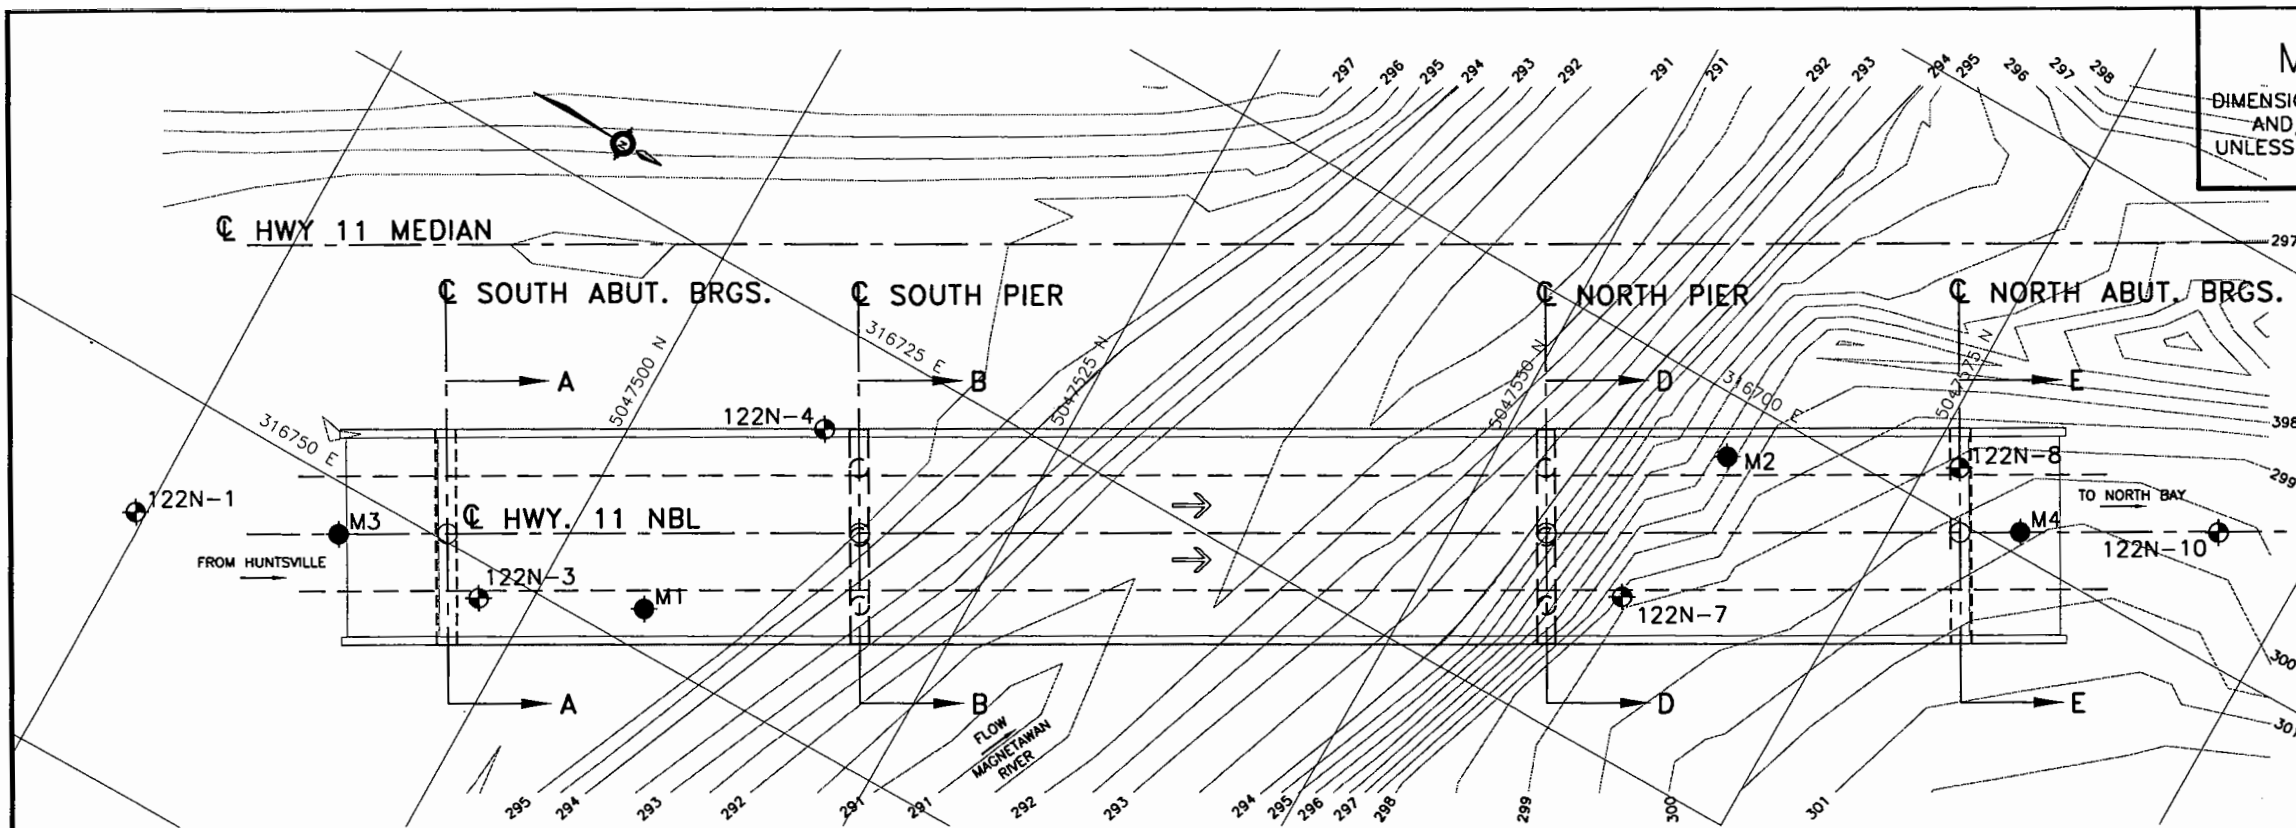 297 296 295 294 293 292 291 291 292 293 294 295 296 297 298
M
DIMENSIO
AND
UNLESS
N
℄ HWY 11 MEDIAN
297
℄ SOUTH ABUT. BRGS.
℄ SOUTH PIER
℄ NORTH PIER
℄ NORTH ABUT. BRGS.
316725 E
5047500 N
5047525 N
5047550 N
5047575 N
A
B
D
E
316700 E
316750 E
122N-4
398
M2
122N-8
299
122N-1
M3
℄ HWY. 11 NBL
TO NORTH BAY
M4
122N-10
FROM HUNTSVILLE
122N-3
M1
122N-7
300
A
B
D
E
301
FLOW
MAGNETAWAN
RIVER
295 294 293 292 291 291 292 293 294 295 296 297 298 299 300 301